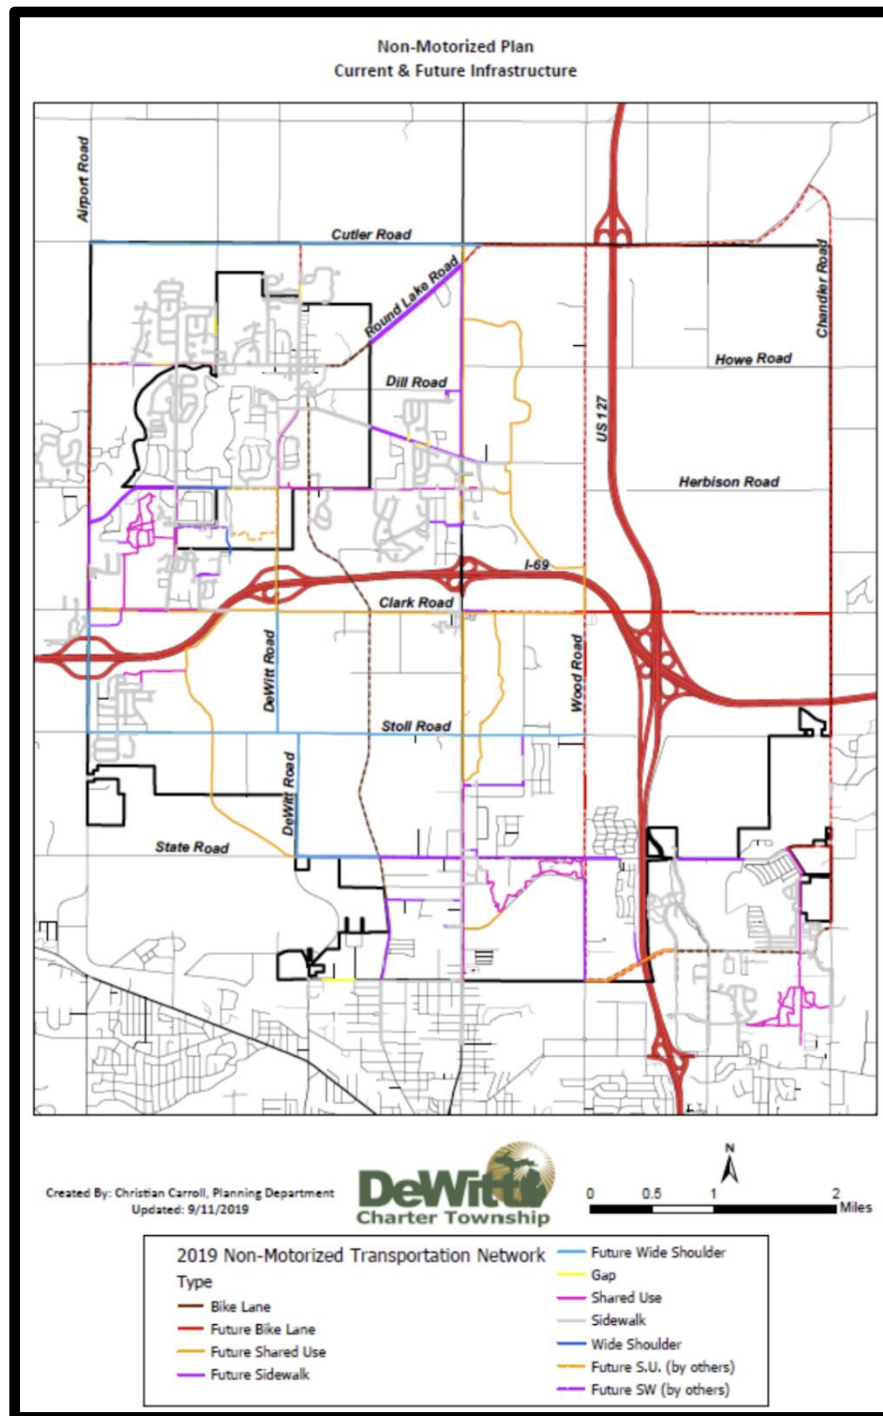 Non-Motorized Plan
Current & Future Infrastructure
Airport Road
Cutler Road
Round Lake Road
Chandler Road
Howe Road
Dill Road
US 127
Herbison Road
I-69
Clark Road
DeWitt Road
Wood Road
Stoll Road
DeWitt Road
State Road
Created By: Christian Carroll, Planning Department
Updated: 9/11/2019
DeWitt
Charter Township
N
0 0.5 1 2
Miles
2019 Non-Motorized Transportation Network
Type
Bike Lane
Future Bike Lane
Future Shared Use
Future Sidewalk
Future Wide Shoulder
Gap
Shared Use
Sidewalk
Wide Shoulder
Future S.U. (by others)
Future SW (by others)